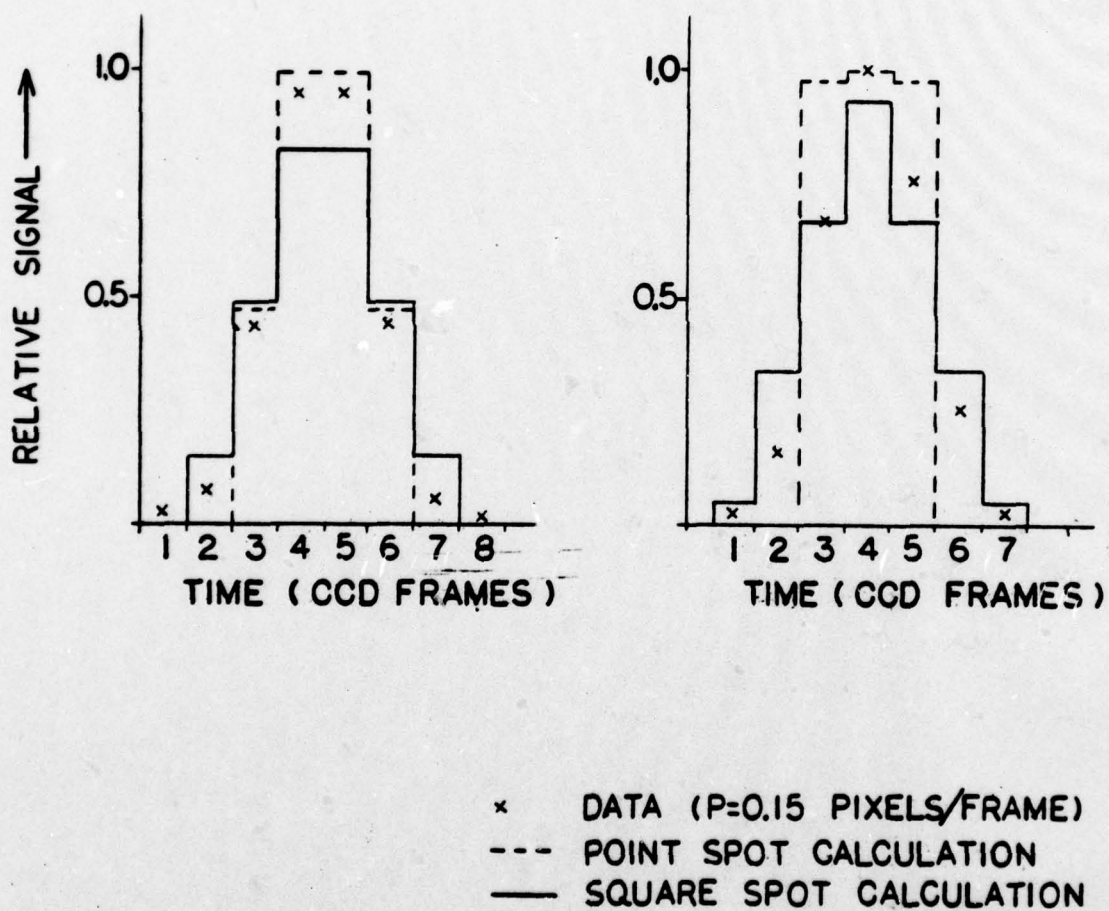 RELATIVE SIGNAL
1.0
0.5
1 2 3 4 5 6 7 8
TIME (CCD FRAMES)
1.0
0.5
1 2 3 4 5 6 7
TIME (CCD FRAMES)
x DATA (P=0.15 PIXELS/FRAME)
--- POINT SPOT CALCULATION
— SQUARE SPOT CALCULATION